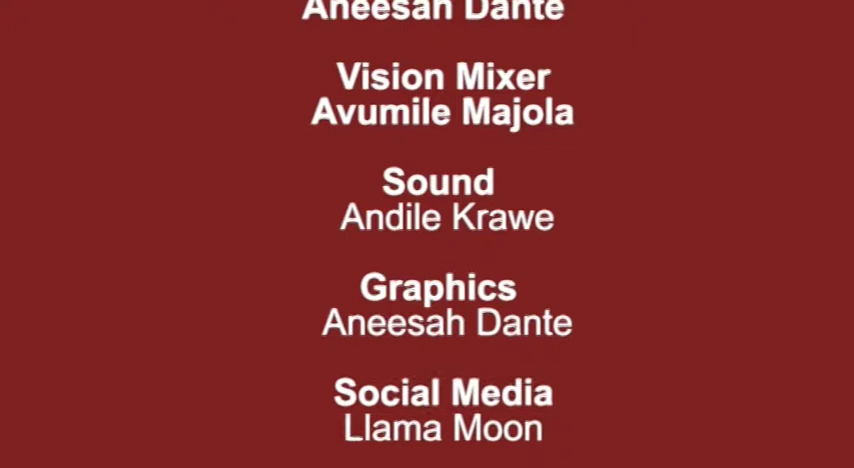 Aneesah Dante
Vision Mixer
Avumile Majola
Sound
Andile Krawe
Graphics
Aneesah Dante
Social Media
Llama Moon